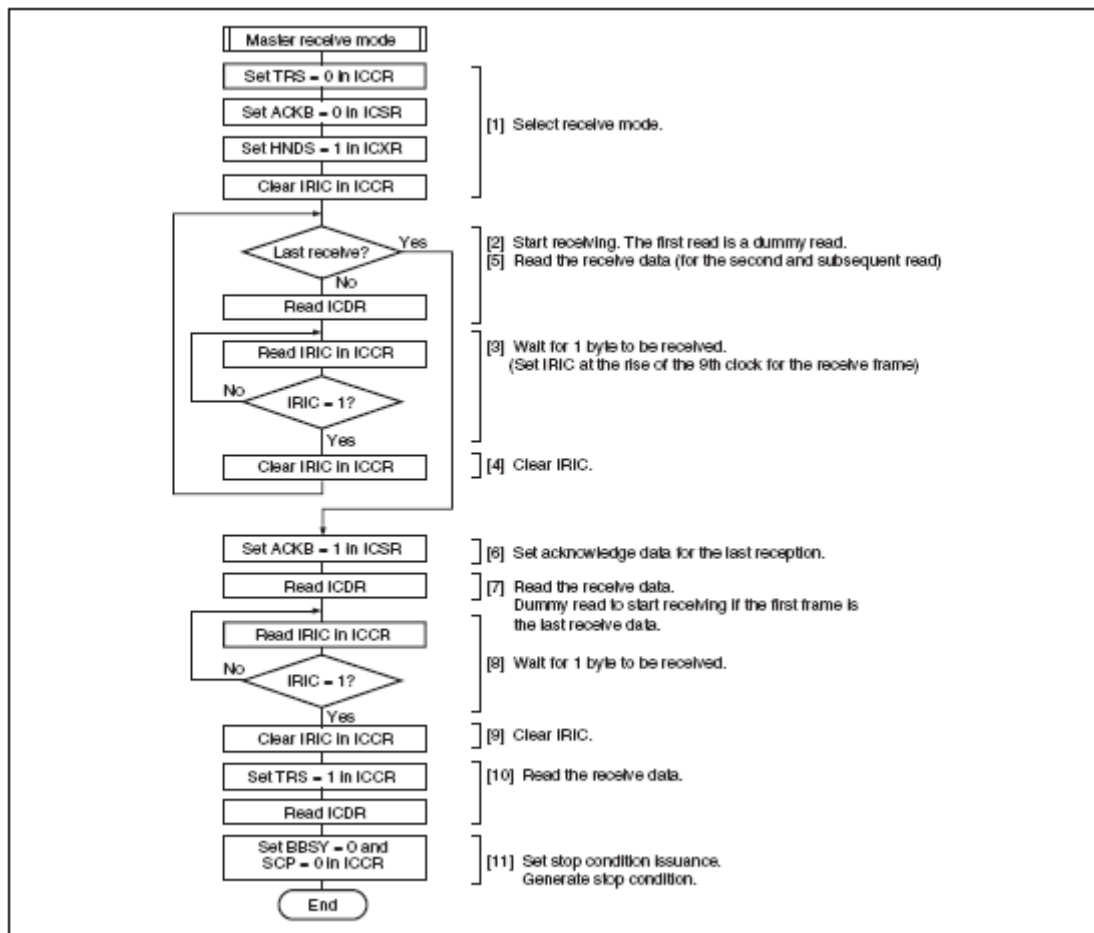 Master receive mode
Set TRS = 0 in ICCR
Set ACKB = 0 in ICSR
[1] Select receive mode.
Set HNDS = 1 in ICXR
Clear IRIC in ICCR
Last receive?
Yes
[2] Start receiving. The first read is a dummy read.
[5] Read the receive data (for the second and subsequent read)
No
Read ICDR
Read IRIC in ICCR
[3] Wait for 1 byte to be received.
(Set IRIC at the rise of the 9th clock for the receive frame)
No
IRIC = 1?
Yes
Clear IRIC in ICCR
[4] Clear IRIC.
Set ACKB = 1 in ICSR
[6] Set acknowledge data for the last reception.
Read ICDR
[7] Read the receive data.
Dummy read to start receiving if the first frame is
the last receive data.
Read IRIC in ICCR
No
IRIC = 1?
[8] Wait for 1 byte to be received.
Yes
Clear IRIC in ICCR
[9] Clear IRIC.
Set TRS = 1 in ICCR
[10] Read the receive data.
Read ICDR
Set BBSY = 0 and
SCP = 0 in ICCR
[11] Set stop condition issuance.
Generate stop condition.
End